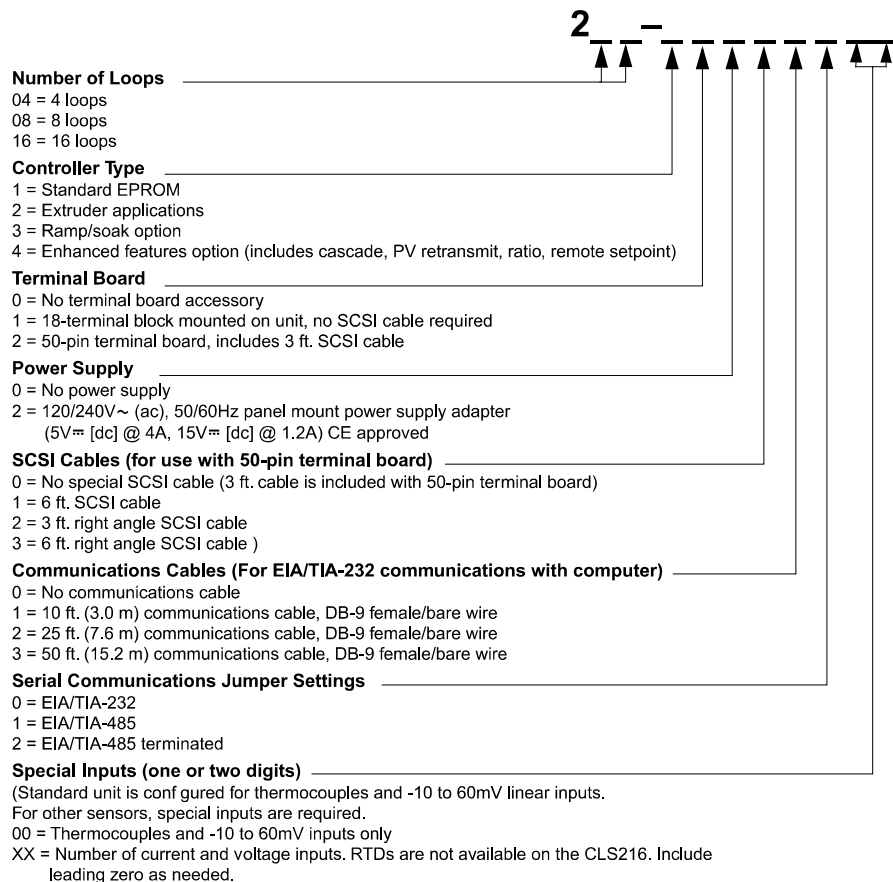 2_ _ – _ _ _ _ _ _ _ _
Number of Loops
04 = 4 loops
08 = 8 loops
16 = 16 loops
Controller Type
1 = Standard EPROM
2 = Extruder applications
3 = Ramp/soak option
4 = Enhanced features option (includes cascade, PV retransmit, ratio, remote setpoint)
Terminal Board
0 = No terminal board accessory
1 = 18-terminal block mounted on unit, no SCSI cable required
2 = 50-pin terminal board, includes 3 ft. SCSI cable
Power Supply
0 = No power supply
2 = 120/240V~ (ac), 50/60Hz panel mount power supply adapter
(5V⎓ [dc] @ 4A, 15V⎓ [dc] @ 1.2A) CE approved
SCSI Cables (for use with 50-pin terminal board)
0 = No special SCSI cable (3 ft. cable is included with 50-pin terminal board)
1 = 6 ft. SCSI cable
2 = 3 ft. right angle SCSI cable
3 = 6 ft. right angle SCSI cable )
Communications Cables (For EIA/TIA-232 communications with computer)
0 = No communications cable
1 = 10 ft. (3.0 m) communications cable, DB-9 female/bare wire
2 = 25 ft. (7.6 m) communications cable, DB-9 female/bare wire
3 = 50 ft. (15.2 m) communications cable, DB-9 female/bare wire
Serial Communications Jumper Settings
0 = EIA/TIA-232
1 = EIA/TIA-485
2 = EIA/TIA-485 terminated
Special Inputs (one or two digits)
(Standard unit is conf gured for thermocouples and -10 to 60mV linear inputs.
For other sensors, special inputs are required.
00 = Thermocouples and -10 to 60mV inputs only
XX = Number of current and voltage inputs. RTDs are not available on the CLS216. Include
leading zero as needed.